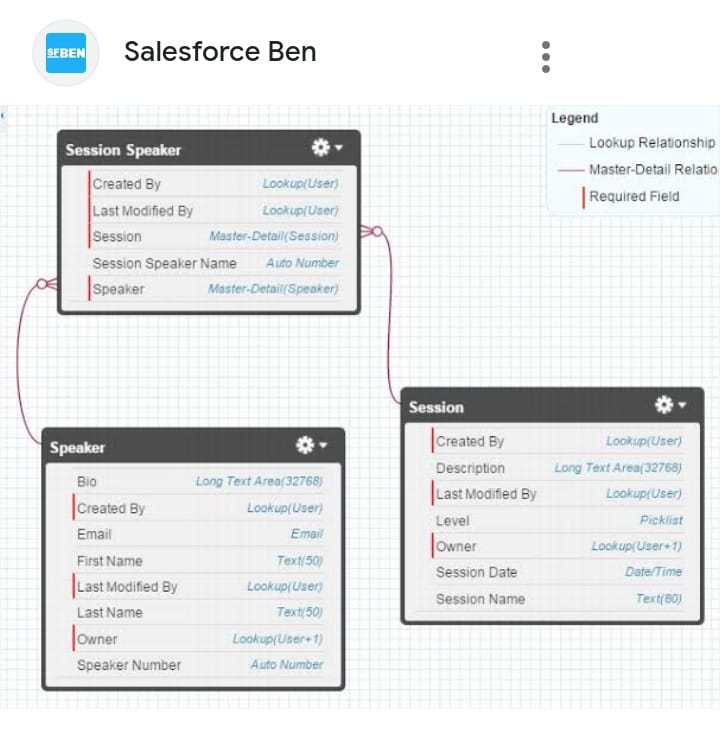 SFBEN
Salesforce Ben
Legend
Lookup Relationship
Master-Detail Relatio
Required Field
Session Speaker
Created By Lookup(User)
Last Modified By Lookup(User)
Session Master-Detail(Session)
Session Speaker Name Auto Number
Speaker Master-Detail(Speaker)
Speaker
Bio Long Text Area(32768)
Created By Lookup(User)
Email Email
First Name Text(50)
Last Modified By Lookup(User)
Last Name Text(50)
Owner Lookup(User+1)
Speaker Number Auto Number
Session
Created By Lookup(User)
Description Long Text Area(32768)
Last Modified By Lookup(User)
Level Picklist
Owner Lookup(User+1)
Session Date Date/Time
Session Name Text(80)